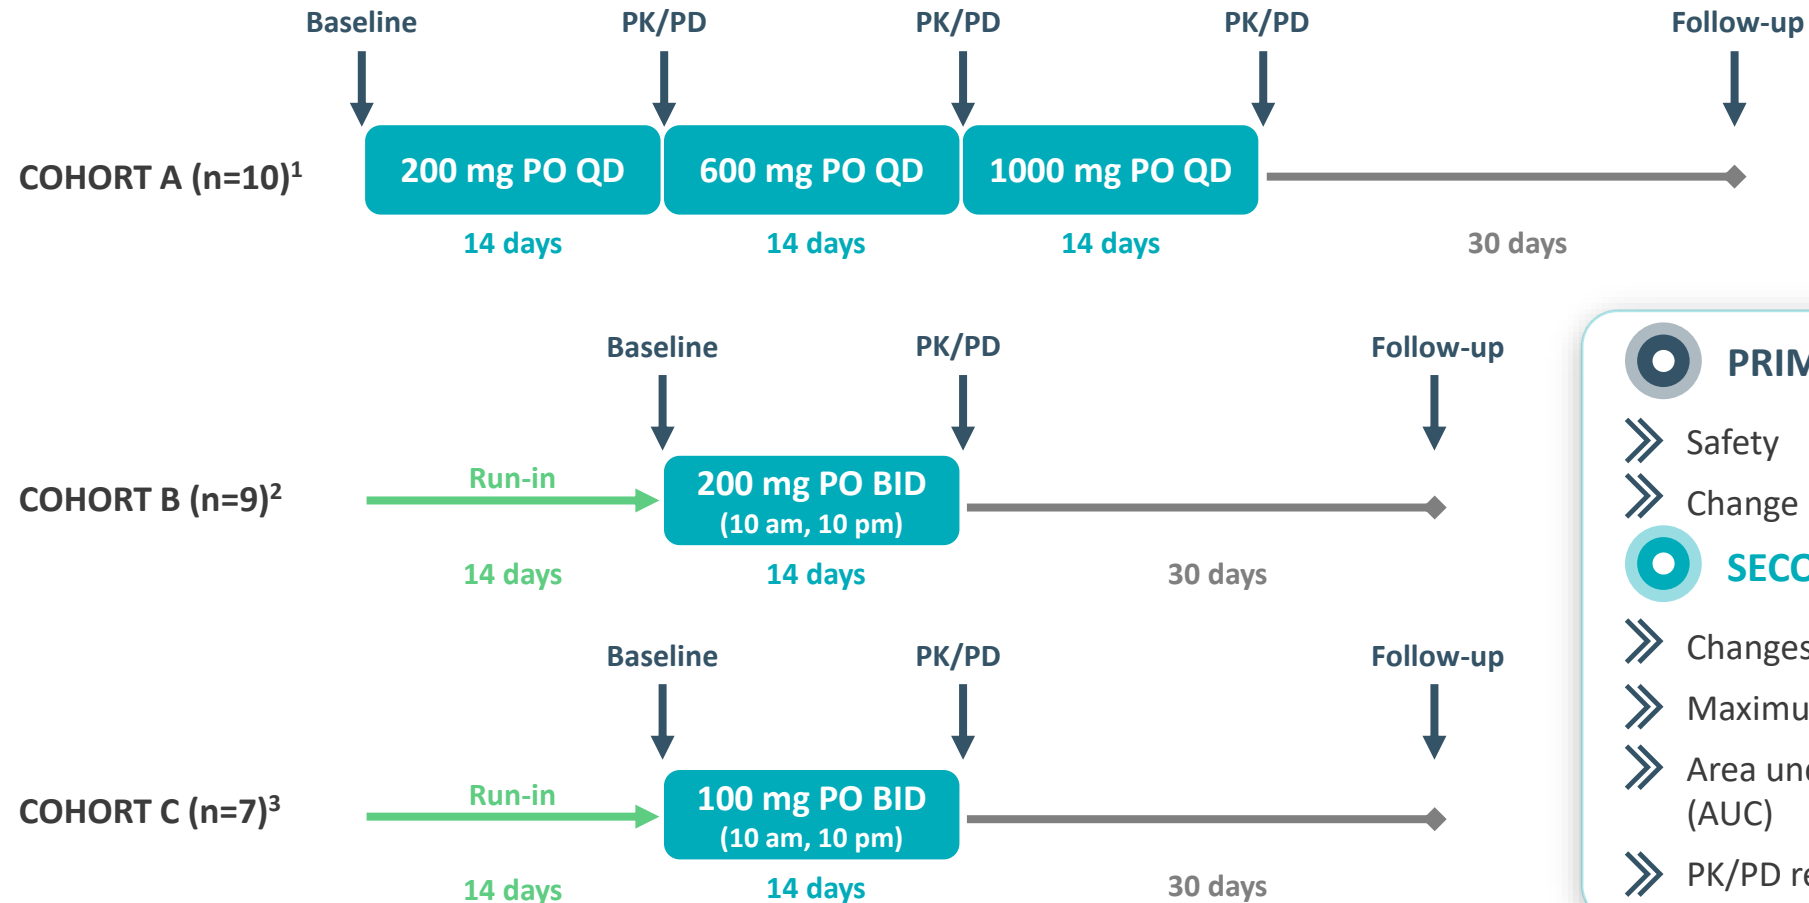 Baseline PK/PD PK/PD PK/PD Follow-up
COHORT A (n=10)1
200 mg PO QD 600 mg PO QD 1000 mg PO QD
14 days 14 days 14 days 30 days
Baseline PK/PD Follow-up
COHORT B (n=9)2
Run-in
200 mg PO BID
(10 am, 10 pm)
14 days 14 days 30 days
Baseline PK/PD Follow-up
COHORT C (n=7)3
Run-in
100 mg PO BID
(10 am, 10 pm)
14 days 14 days 30 days
Safety
Change
Changes
Area
(AUC)
PK/PD